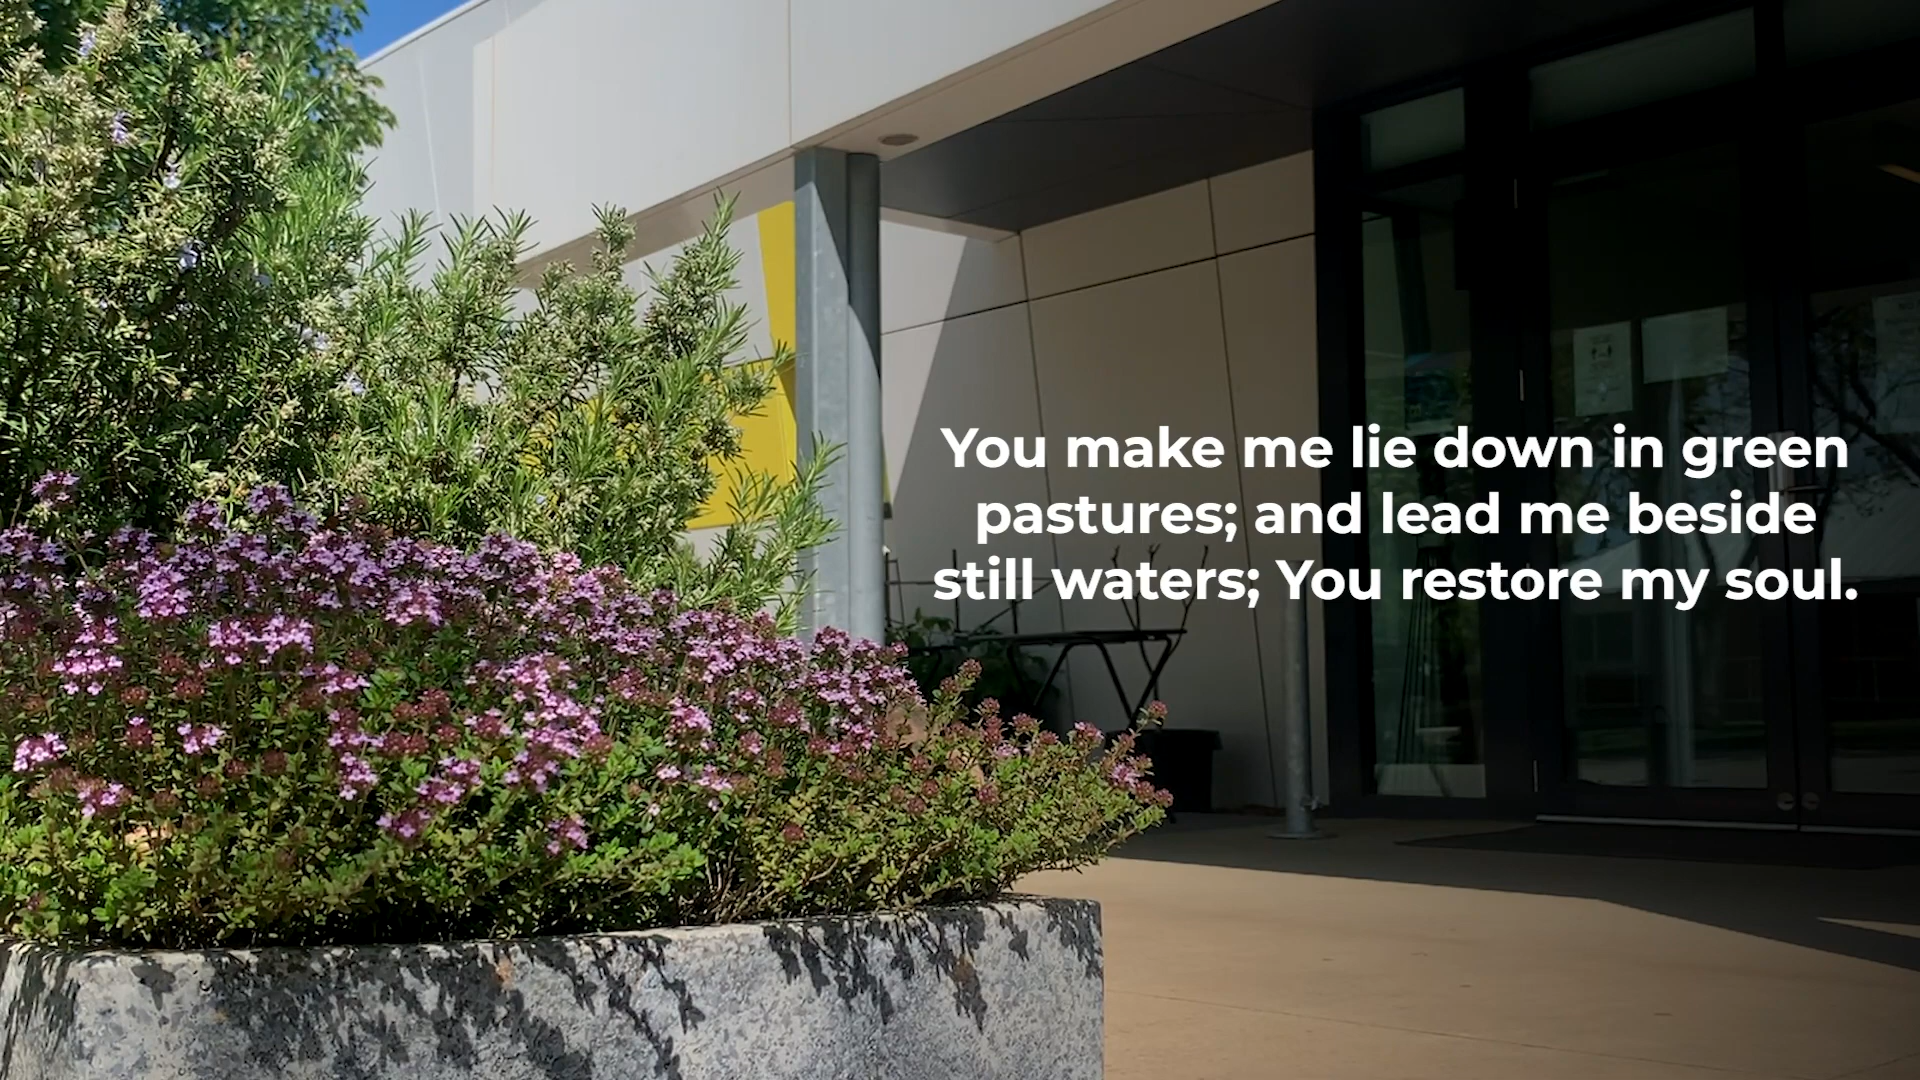 You make me lie down in green
pastures; and lead me beside
still waters; You restore my soul.